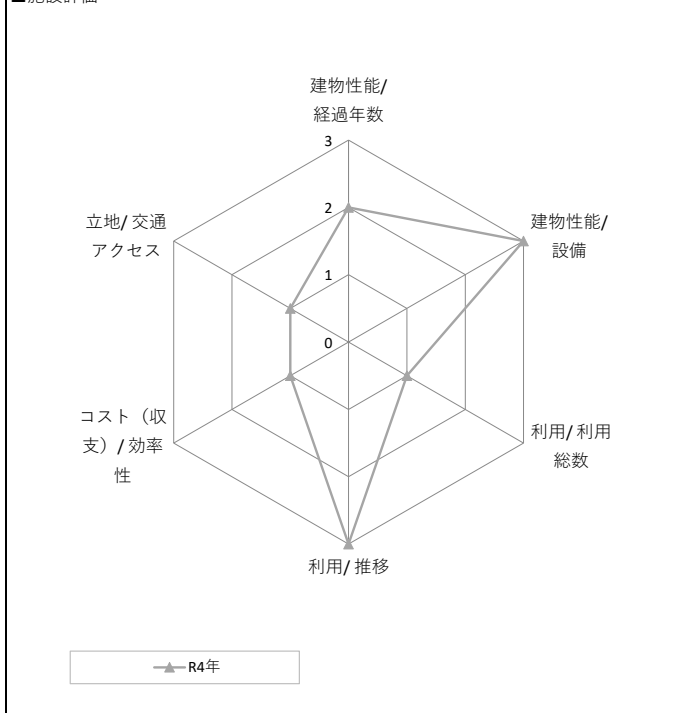 ■施設評価
建物性能/
経過年数
3
2
1
0
建物性能/
設備
利用/ 利用
総数
利用/ 推移
コスト（収
支）/ 効率
性
立地/ 交通
アクセス
R4年